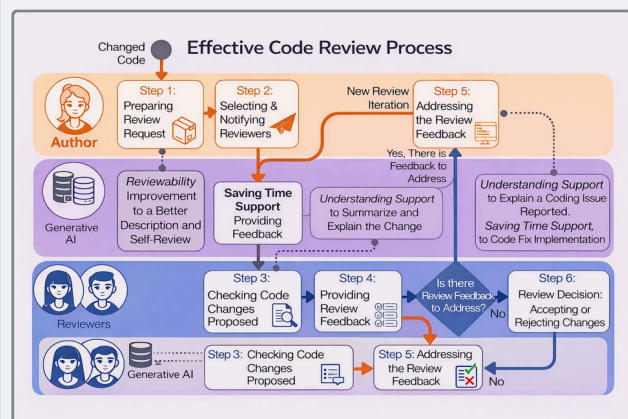 Effective Code Review Process
Changed
Code
Step 1:
Preparing
Review
Request
Step 2:
Selecting &
Notifying
Reviewers
New Review
Iteration
Step 5:
Addressing
the Review
Feedback
Author
Yes, There is
Feedback to
Address
Generative
AI
Reviewability
Improvement
to a Better
Description and
Self-Review
Saving Time
Support
Providing
Feedback
Understanding Support
to Summarize and
Explain the Change
Understanding Support
to Explain a Coding Issue
Reported.
Saving Time Support,
to Code Fix Implementation
Reviewers
Step 3:
Checking Code
Changes
Proposed
Step 4:
Providing
Review
Feedback
Is there
Review Feedback
to Address?
No
Step 6:
Review Decision:
Accepting or
Rejecting Changes
Generative AI
Step 3: Checking Code
Changes
Proposed
Step 5: Addressing
the Review
Feedback
No